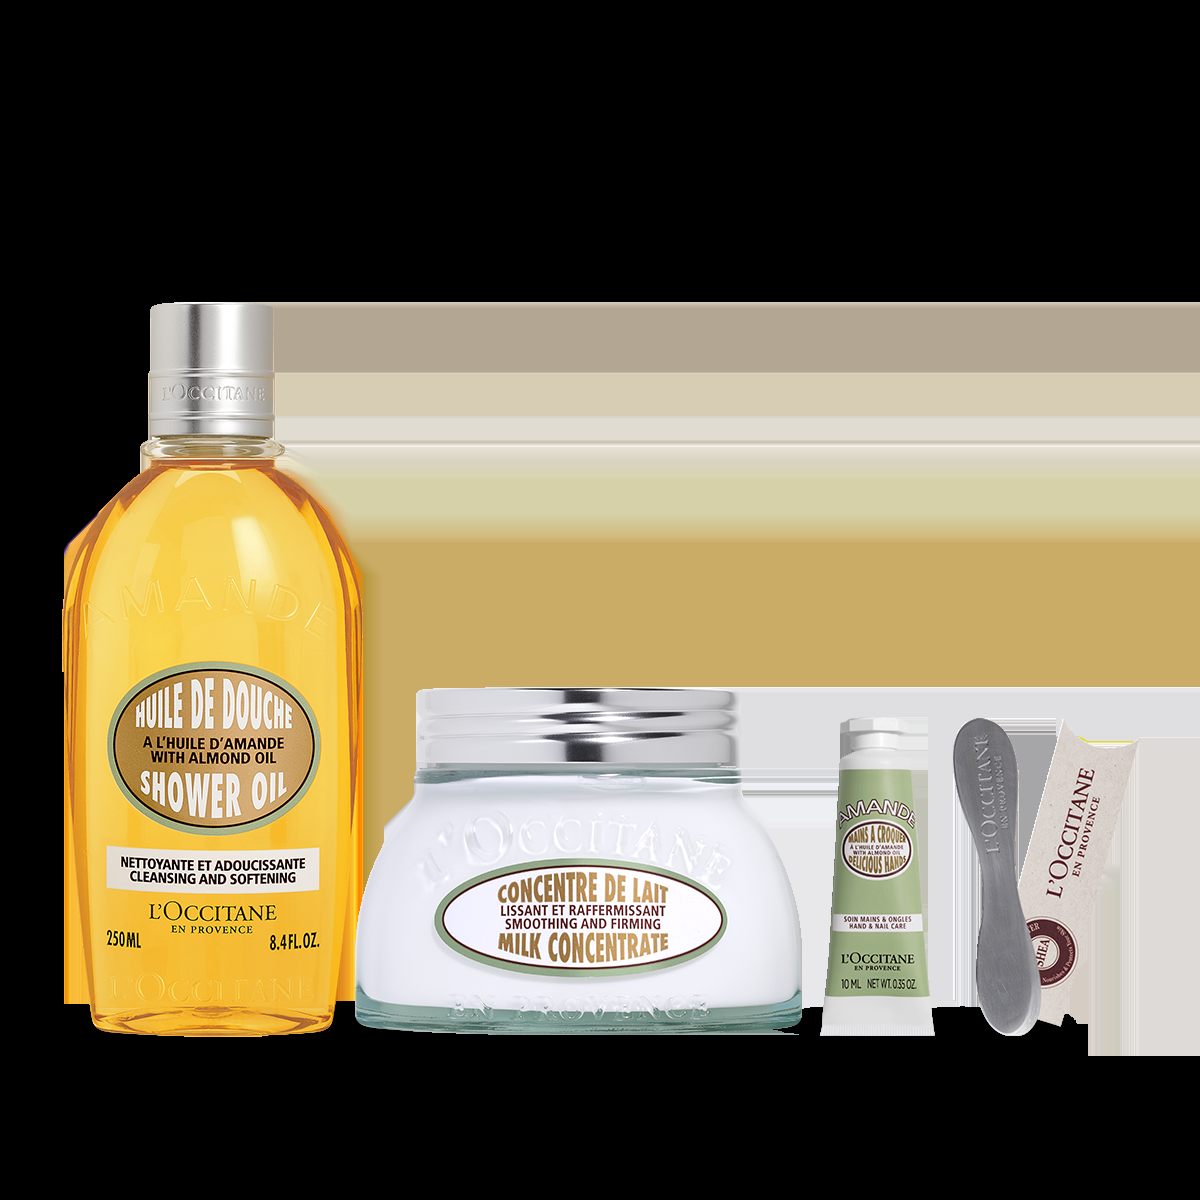 L'OCCITANE
AMANDE
HUILE DE DOUCHE
À L'HUILE D'AMANDE
WITH ALMOND OIL
SHOWER OIL
NETTOYANTE ET ADOUCISSANTE
CLEANSING AND SOFTENING
L'OCCITANE
EN PROVENCE
250ML 8.4FL.OZ.
L'OCCITANE
L'OCCITANE
CONCENTRE DE LAIT
LISSANT ET RAFFERMISSANT
SMOOTHING AND FIRMING
MILK CONCENTRATE
EN PROVENCE
AMANDE
MAINS A CROQUER
À L'HUILE D'AMANDE
WITH ALMOND OIL
DELICIOUS HANDS
SOIN MAINS & ONGLES
HAND & NAIL CARE
L'OCCITANE
EN PROVENCE
10 ML NET WT. 0.35 OZ.
L'OCCITANE
EN PROVENCE
L'OCCITANE
EN PROVENCE
SHEA